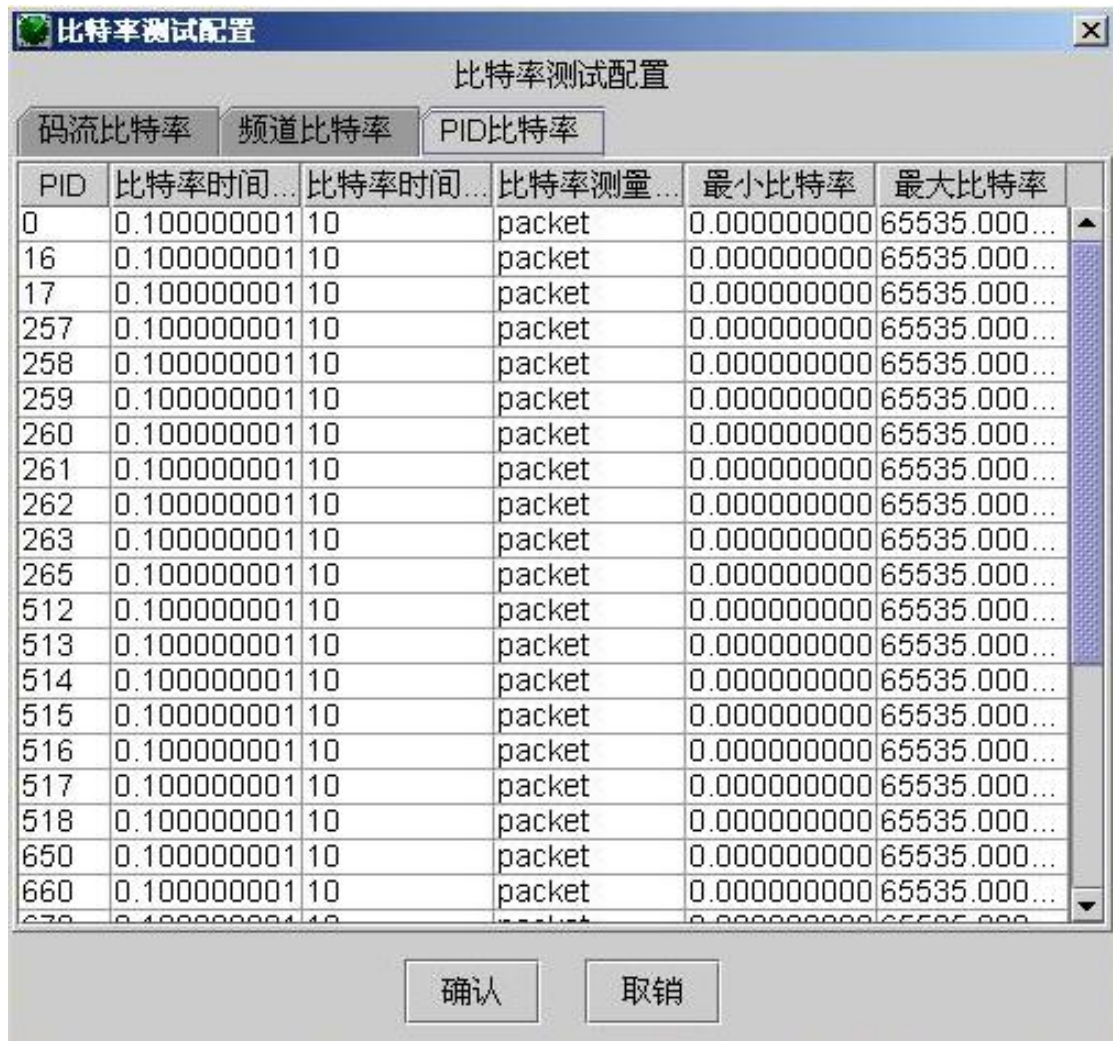 比特率测试配置
比特率测试配置
码流比特率 频道比特率 PID比特率
PID 比特率时间... 比特率时间... 比特率测量... 最小比特率 最大比特率
0 0.100000001 10 packet 0.000000000 65535.000...
16 0.100000001 10 packet 0.000000000 65535.000...
17 0.100000001 10 packet 0.000000000 65535.000...
257 0.100000001 10 packet 0.000000000 65535.000...
258 0.100000001 10 packet 0.000000000 65535.000...
259 0.100000001 10 packet 0.000000000 65535.000...
260 0.100000001 10 packet 0.000000000 65535.000...
261 0.100000001 10 packet 0.000000000 65535.000...
262 0.100000001 10 packet 0.000000000 65535.000...
263 0.100000001 10 packet 0.000000000 65535.000...
265 0.100000001 10 packet 0.000000000 65535.000...
512 0.100000001 10 packet 0.000000000 65535.000...
513 0.100000001 10 packet 0.000000000 65535.000...
514 0.100000001 10 packet 0.000000000 65535.000...
515 0.100000001 10 packet 0.000000000 65535.000...
516 0.100000001 10 packet 0.000000000 65535.000...
517 0.100000001 10 packet 0.000000000 65535.000...
518 0.100000001 10 packet 0.000000000 65535.000...
650 0.100000001 10 packet 0.000000000 65535.000...
660 0.100000001 10 packet 0.000000000 65535.000...
确认 取销